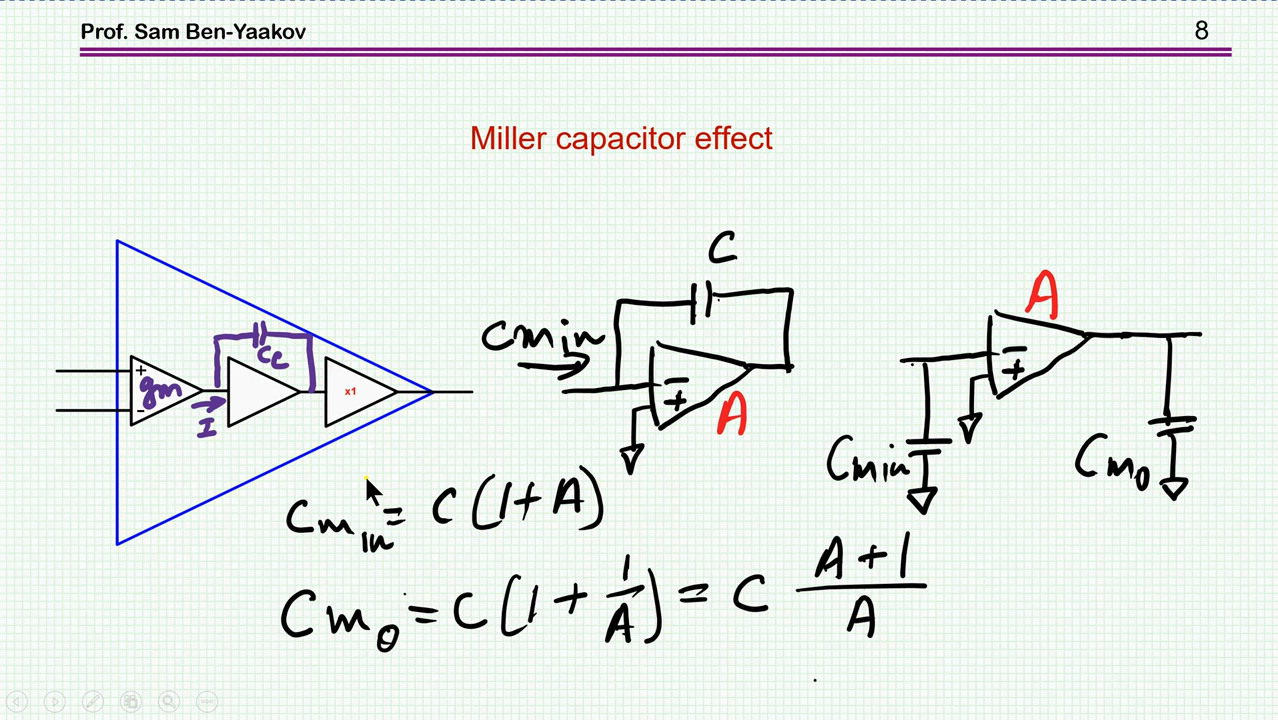 Prof. Sam Ben-Yaakov
8
Miller capacitor effect
+
-
gm
I
Cc
x1
C
Cmin
-
+
A
A
-
+
Cmin
Cmo
Cmin = C (1+A)
Cmo = C (1 + 1/A) = C A+1/A